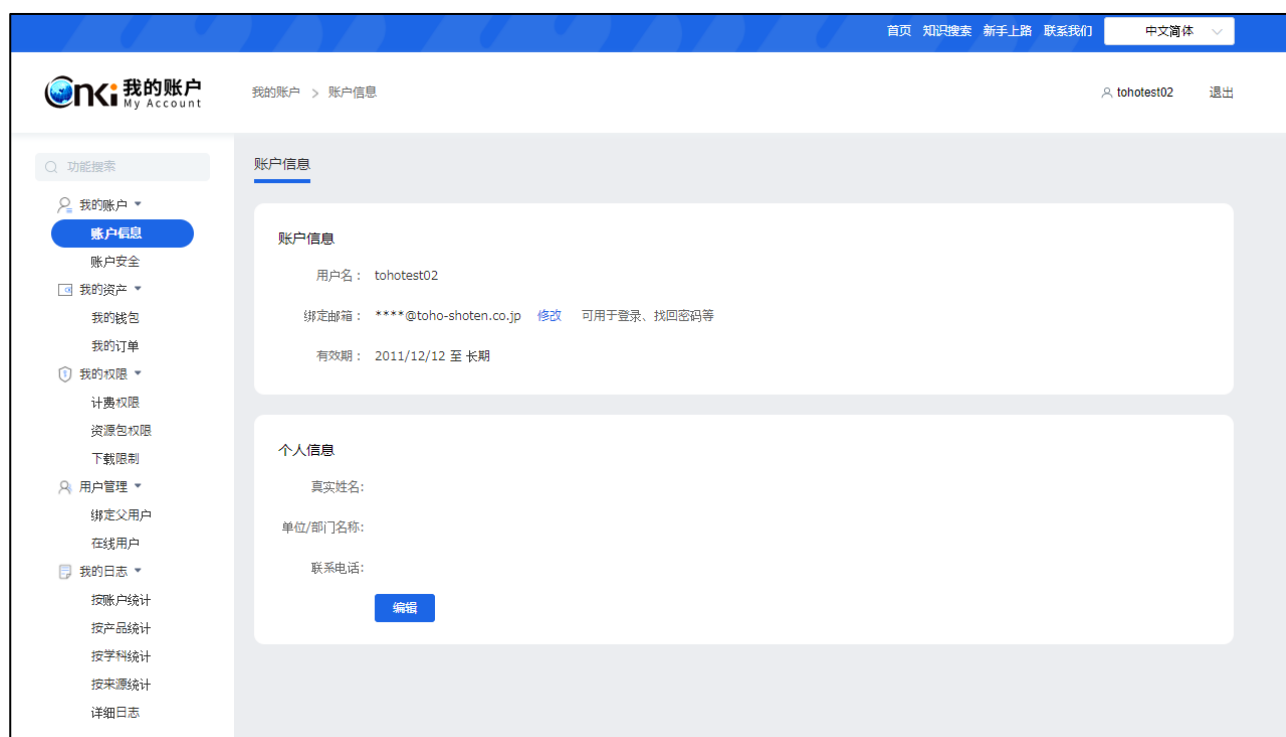 首页 知识搜索 新手上路 联系我们 中文简体
cnki 我的账户
My Account
我的账户 > 账户信息
tohotest02 退出
功能搜索
我的账户
账户信息
账户安全
我的资产
我的钱包
我的订单
我的权限
计费权限
资源包权限
下载限制
用户管理
绑定父用户
在线用户
我的日志
按账户统计
按产品统计
按学科统计
按来源统计
详细日志
账户信息
账户信息
用户名： tohotest02
绑定邮箱： ****@toho-shoten.co.jp 修改 可用于登录、找回密码等
有效期： 2011/12/12 至 长期
个人信息
真实姓名:
单位/部门名称:
联系电话:
编辑